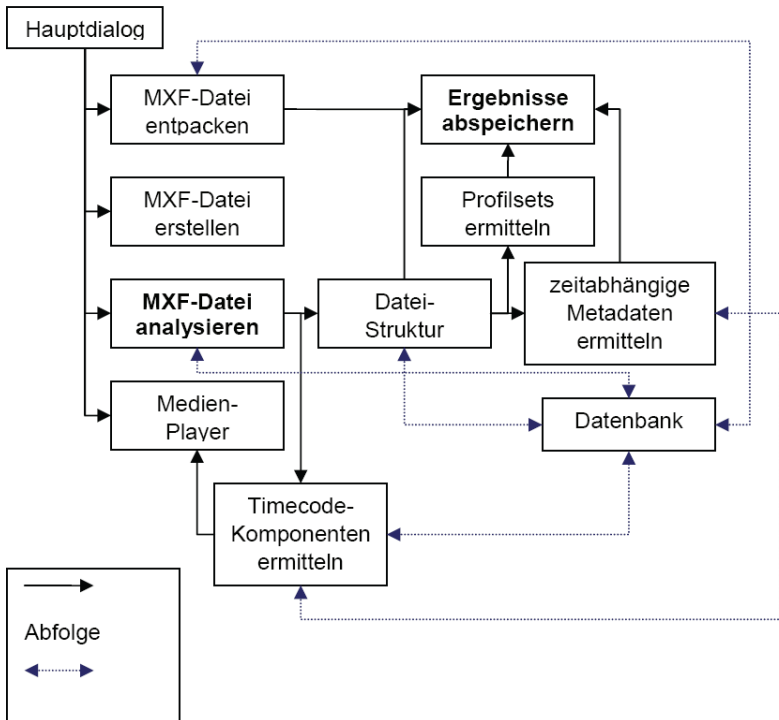 Hauptdialog
MXF-Datei
entpacken
Ergebnisse
abspeichern
MXF-Datei
erstellen
Profilsets
ermitteln
MXF-Datei
analysieren
Datei-
Struktur
zeitabhängige
Metadaten
ermitteln
Medien-
Player
Datenbank
Timecode-
Komponenten
ermitteln
Abfolge